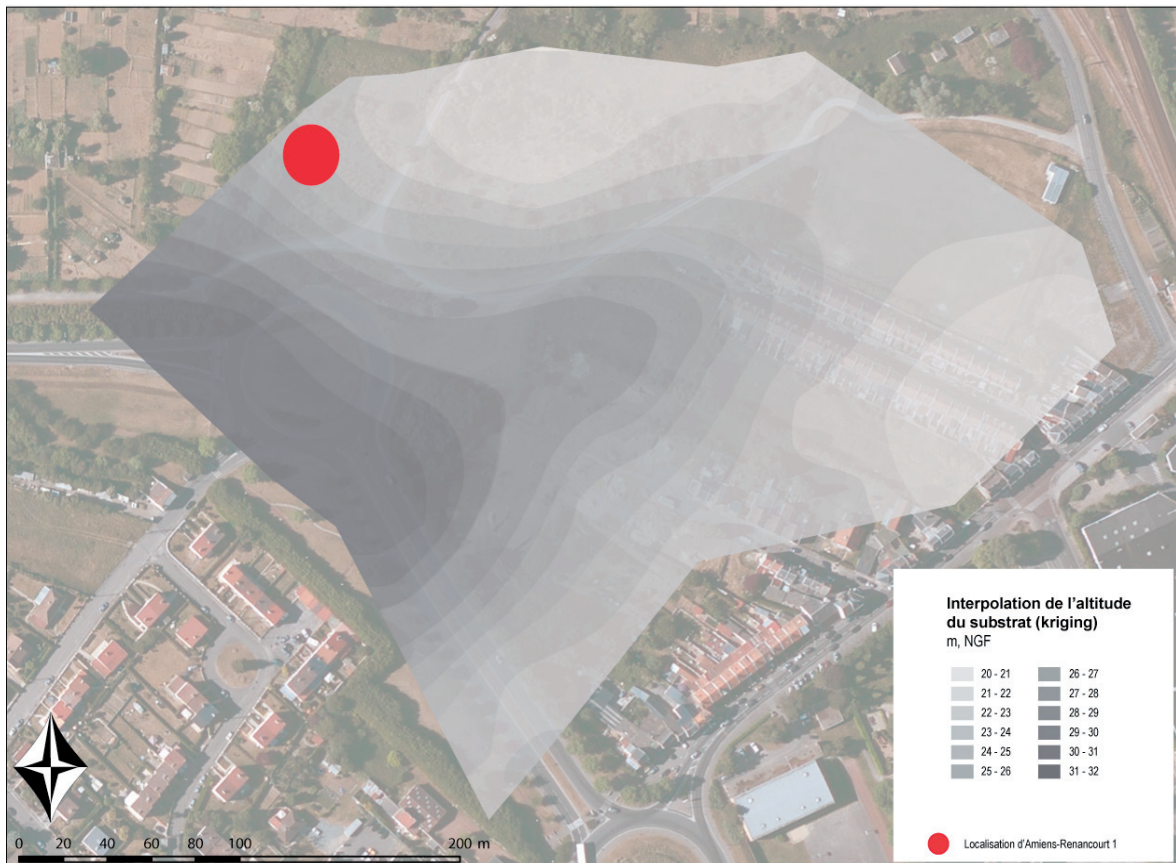 Interpolation de l'altitude
du substrat (kriging)
m, NGF
20 - 21
21 - 22
22 - 23
23 - 24
24 - 25
25 - 26
26 - 27
27 - 28
28 - 29
29 - 30
30 - 31
31 - 32
Localisation d'Amiens-Renancourt 1
0 20 40 60 80 100 200 m